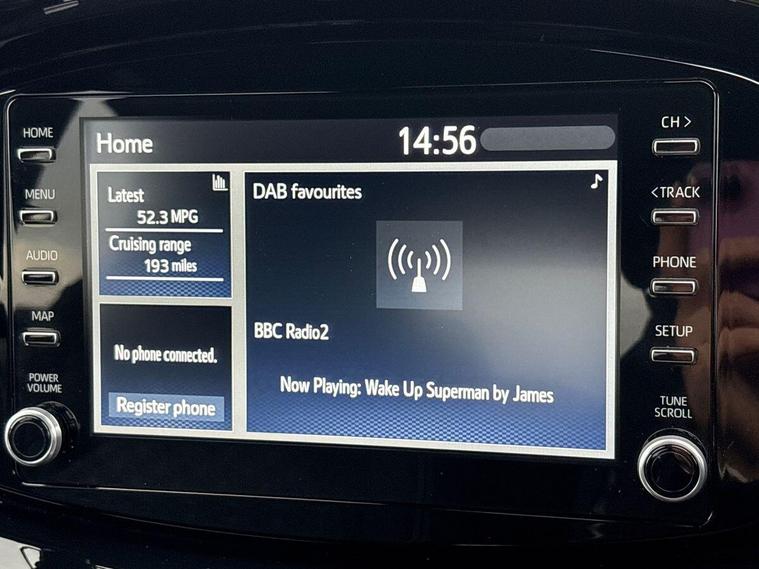 HOME
MENU
AUDIO
MAP
POWER
VOLUME
Home
14:56
Latest
52.3 MPG
Cruising range
193 miles
No phone connected.
Register phone
DAB favourites
BBC Radio2
Now Playing: Wake Up Superman by James
CH >
< TRACK
PHONE
SETUP
TUNE
SCROLL